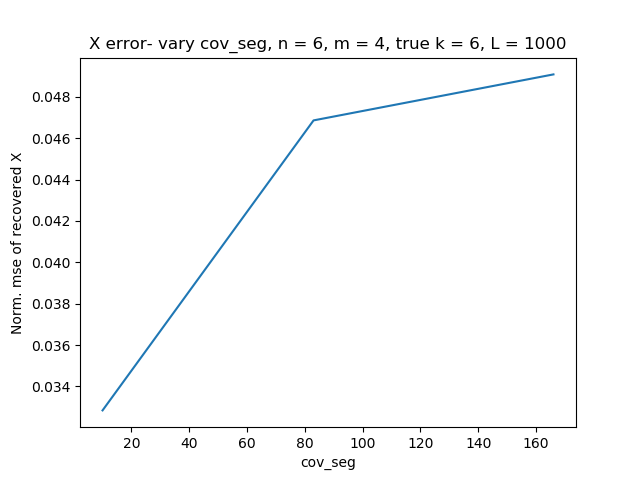 X error- vary cov_seg, n = 6, m = 4, true k = 6, L = 1000
Norm. mse of recovered X
0.048
0.046
0.044
0.042
0.040
0.038
0.036
0.034
20 40 60 80 100 120 140 160
cov_seg